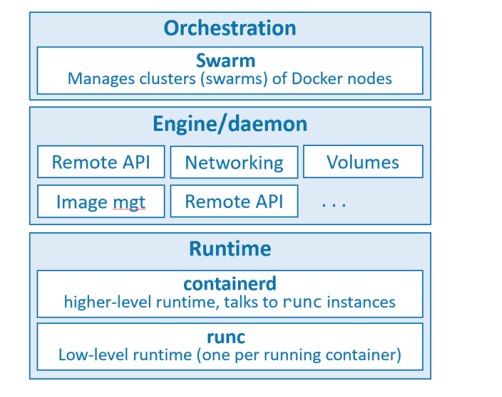 Orchestration
Swarm
Manages clusters (swarms) of Docker nodes
Engine/daemon
Remote API Networking Volumes
Image mgt Remote API ...
Runtime
containerd
higher-level runtime, talks to runc instances
runc
Low-level runtime (one per running container)